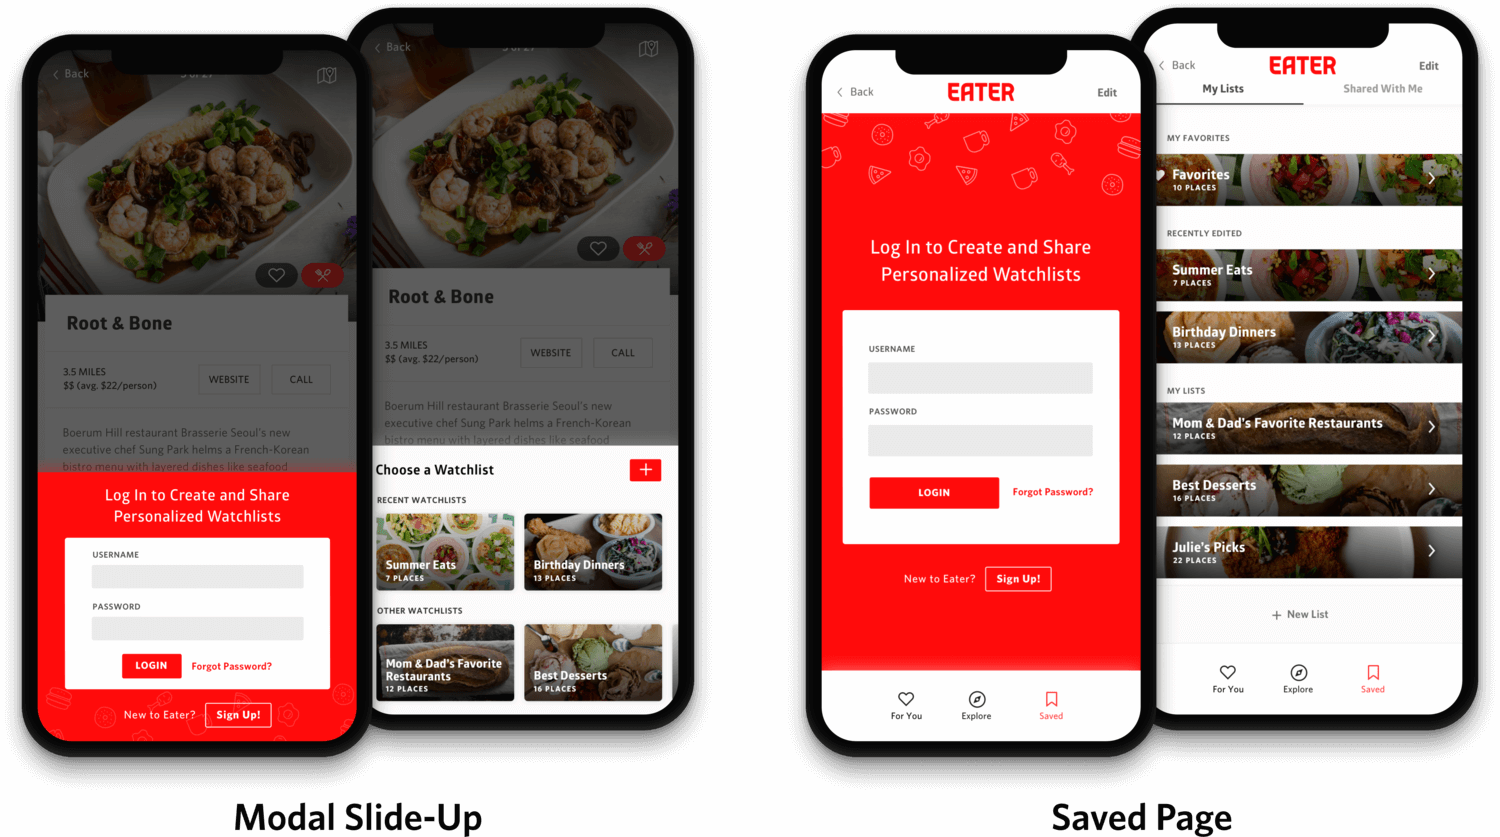 Back
Root & Bone
3.5 MILES
$$ (avg. $22/person)
WEBSITE
CALL
Boerum Hill restaurant Brasserie Seoul's new
executive chef Sung Park helms a French-Korean
bistro menu with layered dishes like seafood
Log In to Create and Share
Personalized Watchlists
USERNAME
PASSWORD
LOGIN
Forgot Password?
New to Eater?
Sign Up!
Back
Root & Bone
3.5 MILES
$$ (avg. $22/person)
WEBSITE
CALL
Boerum Hill restaurant Brasserie Seoul's new
executive chef Sung Park helms a French-Korean
bistro menu with layered dishes like seafood
Choose a Watchlist
RECENT WATCHLISTS
Summer Eats
7 PLACES
Birthday Dinners
13 PLACES
OTHER WATCHLISTS
Mom & Dad's Favorite
Restaurants
12 PLACES
Best Desserts
16 PLACES
Modal Slide-Up
Back
EATER
Edit
Log In to Create and Share
Personalized Watchlists
USERNAME
PASSWORD
LOGIN
Forgot Password?
New to Eater?
Sign Up!
For You
Explore
Saved
Back
EATER
Edit
My Lists
Shared With Me
MY FAVORITES
Favorites
10 PLACES
RECENTLY EDITED
Summer Eats
7 PLACES
Birthday Dinners
13 PLACES
MY LISTS
Mom & Dad's Favorite Restaurants
12 PLACES
Best Desserts
16 PLACES
Julie's Picks
22 PLACES
+ New List
For You
Explore
Saved
Saved Page